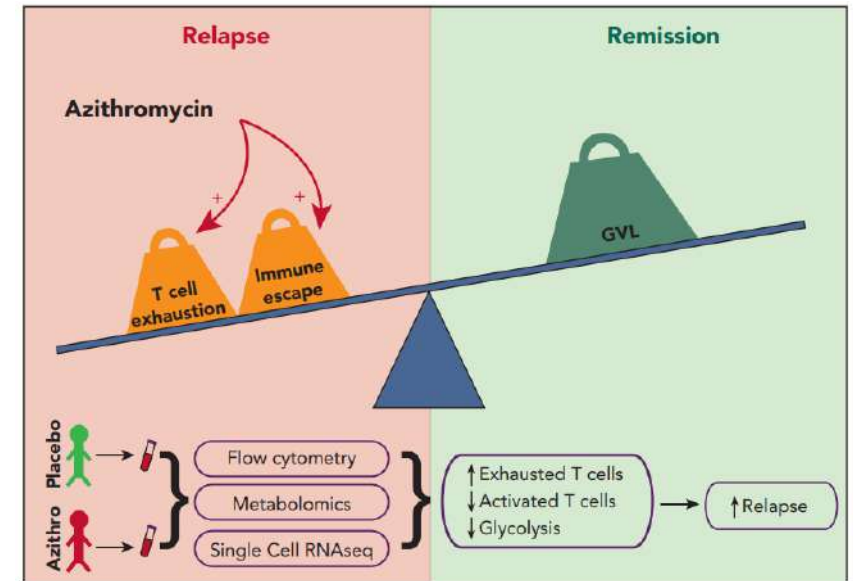 Relapse
Remission
Azithromycin
+
+
T cell
exhaustion
Immune
escape
GVL
Placebo
Azithro
Flow cytometry
Metabolomics
Single Cell RNAseq
↑ Exhausted T cells
↓ Activated T cells
↓ Glycolysis
↑ Relapse